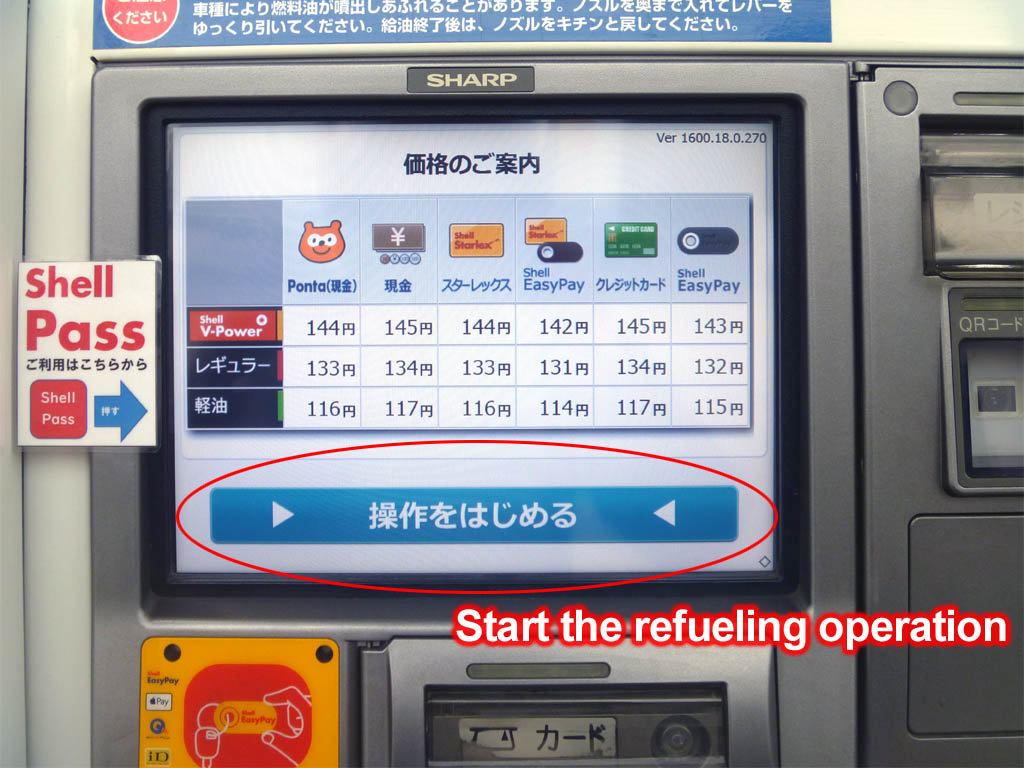 ください
車種により燃料油が噴出しあふれることがあります。ノズルを奥まで入れてレバーを
ゆっくり引いてください。給油終了後は、ノズルをキチンと戻してください。
SHARP
Ver 1600.18.0.270
価格のご案内
¥
Shell
Starlex
Shell
Starlex
CREDIT CARD
Ponta(現金)
現金
スターレックス
Shell
EasyPay
クレジットカード
Shell
EasyPay
Shell
V-Power
144円 145円 144円 142円 145円 143円
レギュラー 133円 134円 133円 131円 134円 132円
軽油 116円 117円 116円 114円 117円 115円
操作をはじめる
Shell
Pass
ご利用はこちらから
Shell
Pass
押す
QRコード
Start the refueling operation
Shell
EasyPay
Pay
iD
Shell
EasyPay
カード